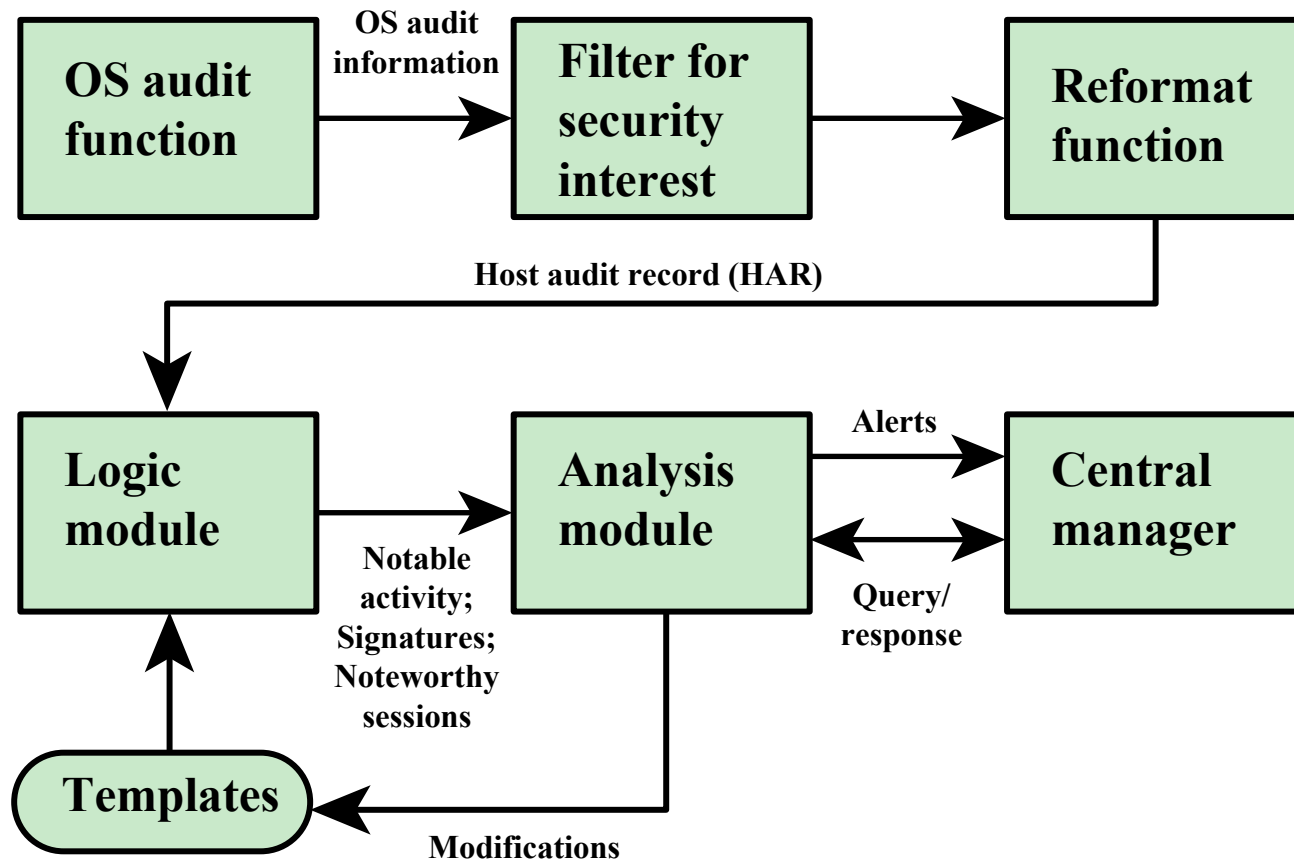 OS audit
function
OS audit
information
Filter for
security
interest
Reformat
function
Host audit record (HAR)
Logic
module
Notable
activity;
Signatures;
Noteworthy
sessions
Analysis
module
Alerts
Query/
response
Central
manager
Templates
Modifications